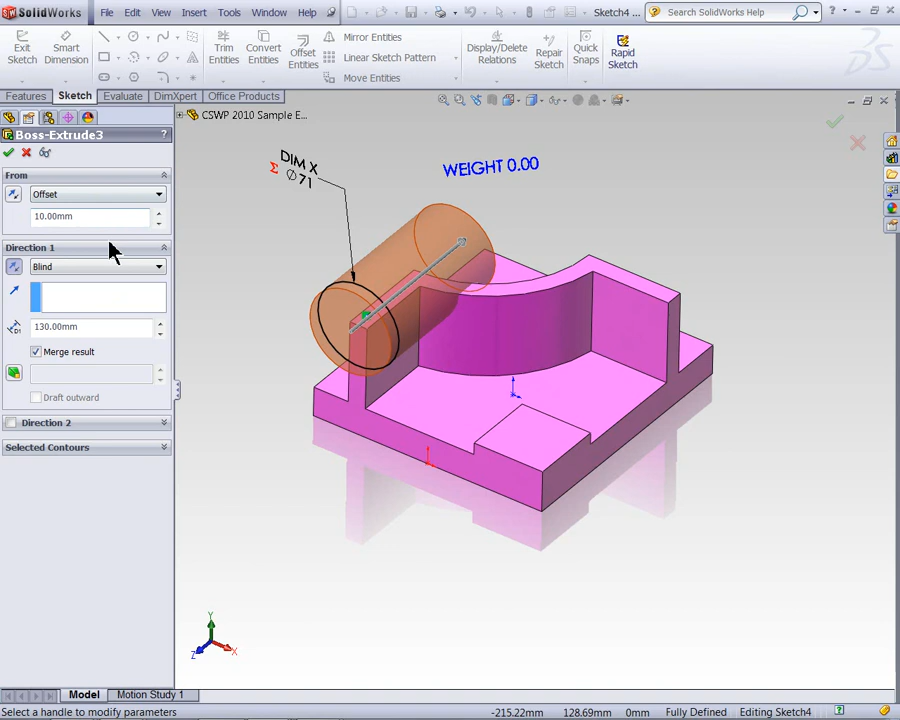 SolidWorks File Edit View Insert Tools Window Help Sketch4 ... Search SolidWorks ?
Exit Sketch
Smart Dimension
Trim Entities
Convert Entities
Offset Entities
Mirror Entities
Linear Sketch Pattern
Move Entities
Display/Delete Relations
Repair Sketch
Quick Snaps
Rapid Sketch
Features Sketch Evaluate DimXpert Office Products
Boss-Extrude3 ?
From
Offset
10.00mm
Direction 1
Blind
130.00mm
Merge result
Draft outward
Direction 2
Selected Contours
CSWP 2010 Sample E...
DIM X
Σ ∅71
WEIGHT 0.00
Y
Z X
Model Motion Study 1
Select a handle to modify parameters -215.22mm 128.69mm 0mm Fully Defined Editing Sketch4 ?